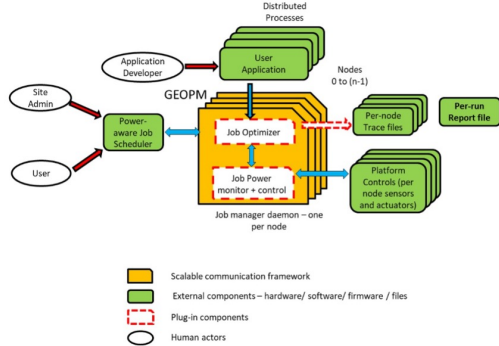 Distributed
Processes
Application
Developer
User
Application
Nodes
0 to (n-1)
GEOPM
Site
Admin
Power-
aware Job
Scheduler
User
Job Optimizer
Per-node
Trace files
Per-run
Report file
Job Power
monitor + control
Platform
Controls (per
node sensors
and actuators)
Job manager daemon – one
per node
Scalable communication framework
External components – hardware/ software/ firmware / files
Plug-in components
Human actors